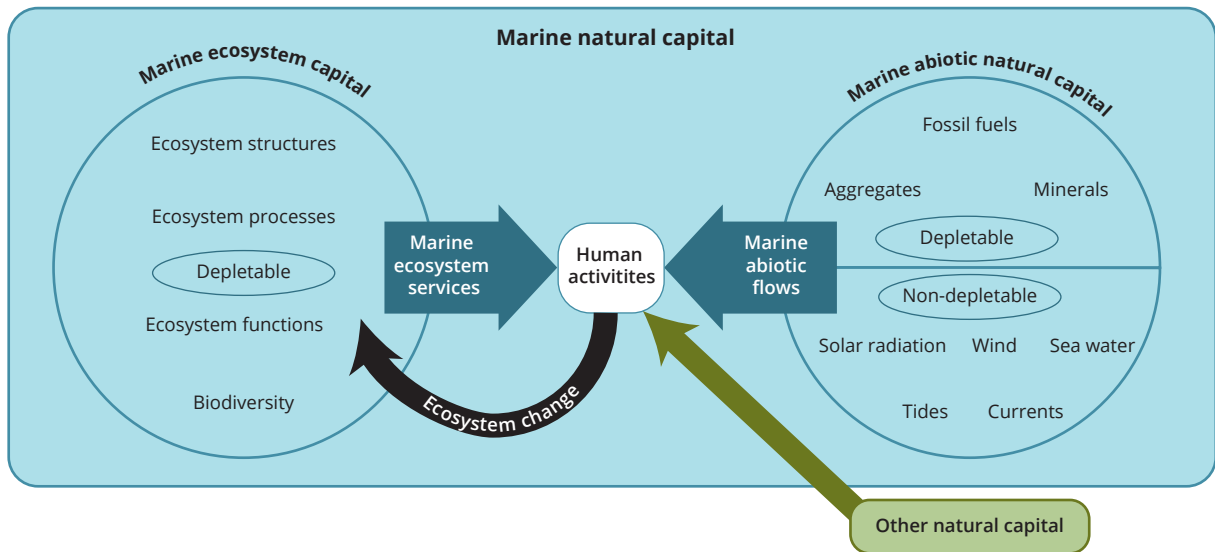 Marine natural capital
Marine ecosystem capital
Ecosystem structures
Ecosystem processes
Depletable
Ecosystem functions
Biodiversity
Marine
ecosystem
services
Human
activitites
Ecosystem change
Marine
abiotic
flows
Marine abiotic natural capital
Fossil fuels
Aggregates
Minerals
Depletable
Non-depletable
Solar radiation
Wind
Sea water
Tides
Currents
Other natural capital